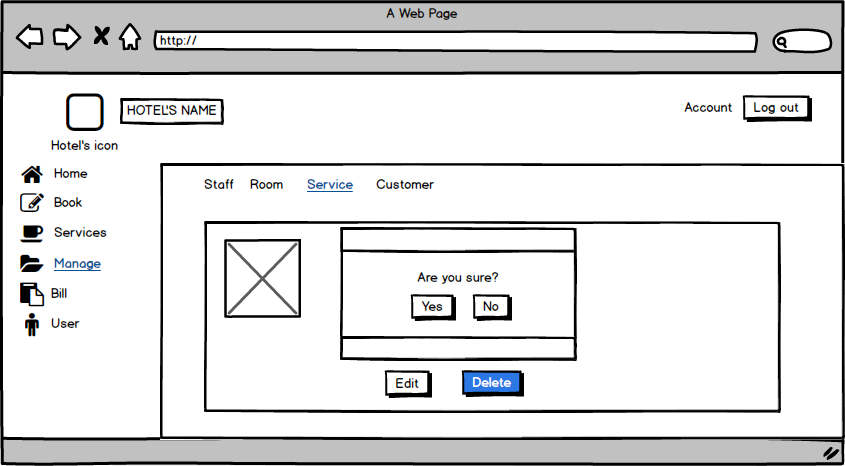 A Web Page
http://
HOTEL'S NAME
Account
Log out
Hotel's icon
Home
Book
Services
Manage
Bill
User
Staff
Room
Service
Customer
Are you sure?
Yes
No
Edit
Delete